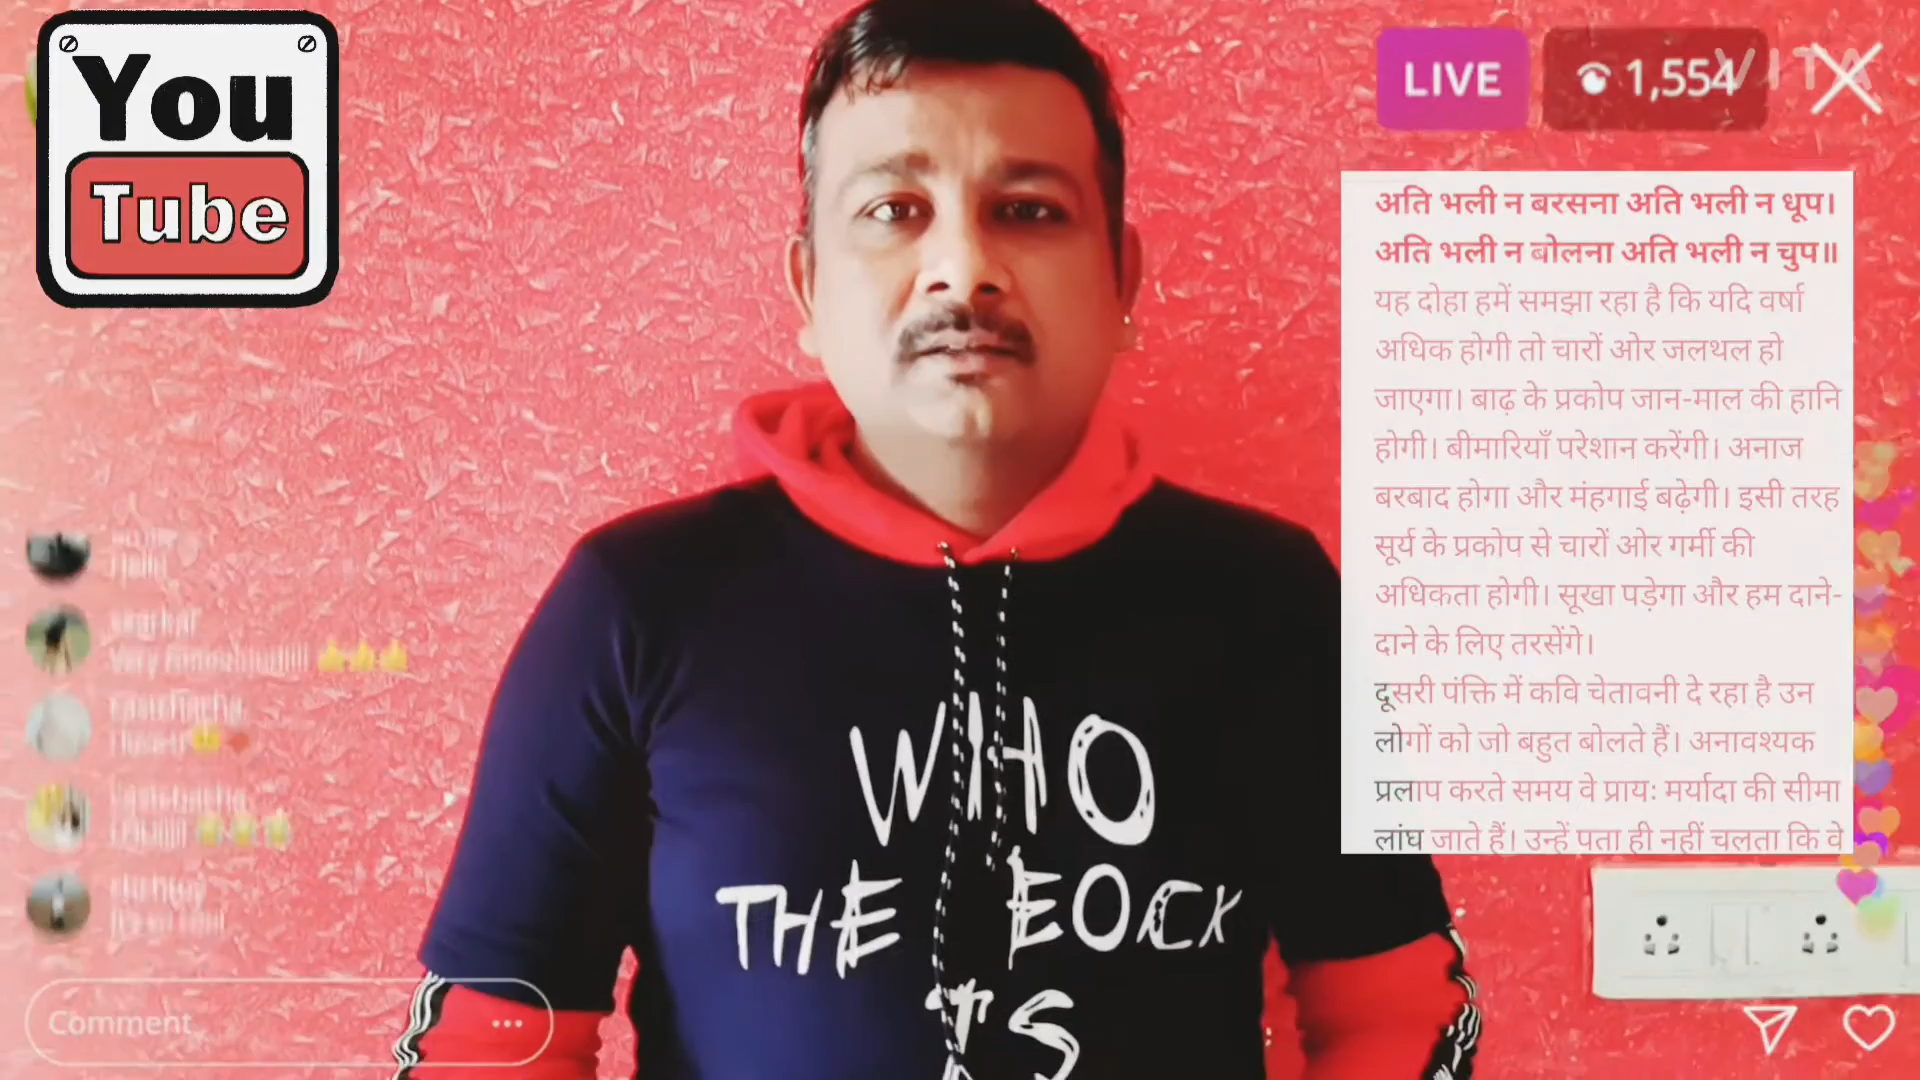 You
Tube
LIVE
1,554
VITA
अति भली न बरसना अति भली न धूप।
अति भली न बोलना अति भली न चुप॥
यह दोहा हमें समझा रहा है कि यदि वर्षा
अधिक होगी तो चारों ओर जलथल हो
जाएगा। बाढ़ के प्रकोप जान-माल की हानि
होगी। बीमारियाँ परेशान करेंगी। अनाज
बरबाद होगा और मंहगाई बढ़ेगी। इसी तरह
सूर्य के प्रकोप से चारों ओर गर्मी की
अधिकता होगी। सूखा पड़ेगा और हम दाने-
दाने के लिए तरसेंगे।
दूसरी पंक्ति में कवि चेतावनी दे रहा है उन
लोगों को जो बहुत बोलते हैं। अनावश्यक
प्रलाप करते समय वे प्रायः मर्यादा की सीमा
लांघ जाते हैं। उन्हें पता ही नहीं चलता कि वे
WHO
THE
IS
Comment